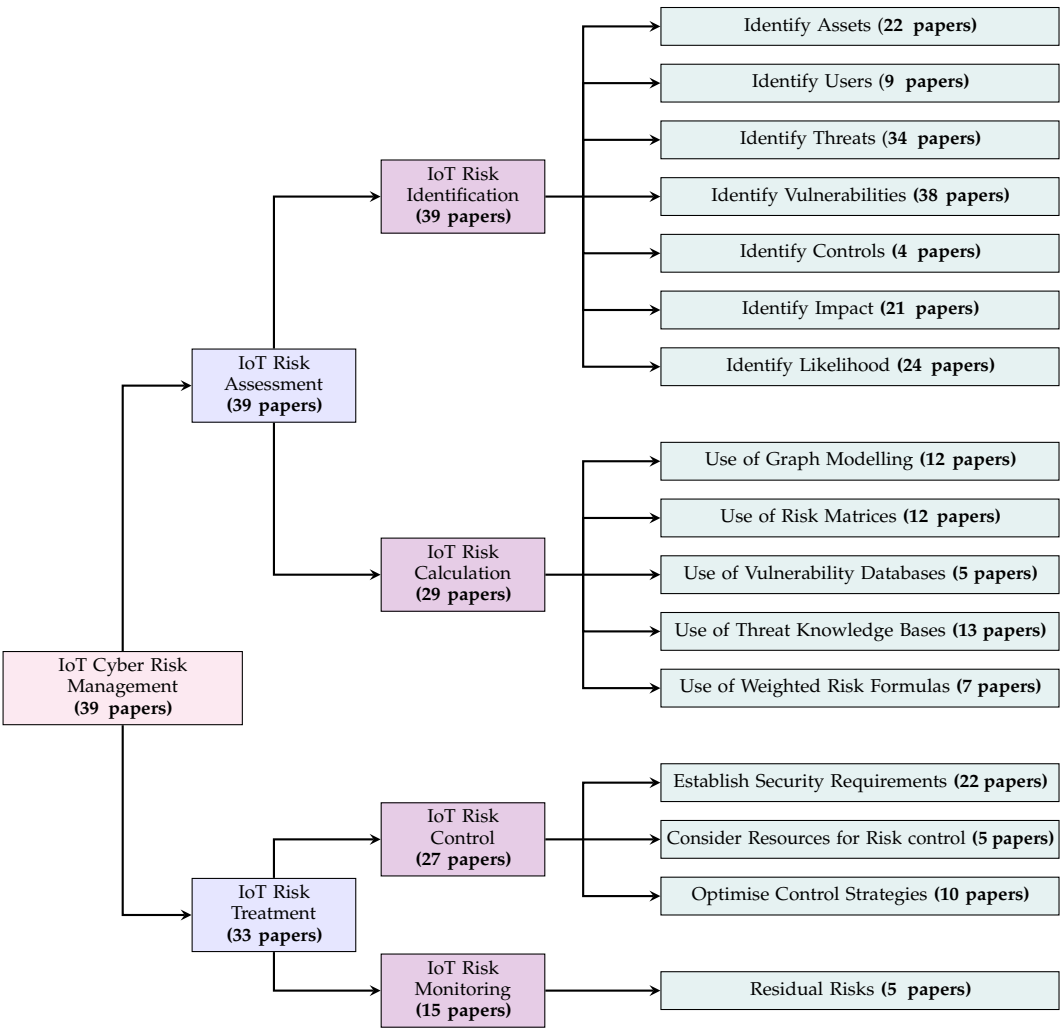 IoT Cyber Risk
Management
(39 papers)
IoT Risk
Assessment
(39 papers)
IoT Risk
Identification
(39 papers)
Identify Assets (22 papers)
Identify Users (9 papers)
Identify Threats (34 papers)
Identify Vulnerabilities (38 papers)
Identify Controls (4 papers)
Identify Impact (21 papers)
Identify Likelihood (24 papers)
IoT Risk
Calculation
(29 papers)
Use of Graph Modelling (12 papers)
Use of Risk Matrices (12 papers)
Use of Vulnerability Databases (5 papers)
Use of Threat Knowledge Bases (13 papers)
Use of Weighted Risk Formulas (7 papers)
IoT Risk
Treatment
(33 papers)
IoT Risk
Control
(27 papers)
Establish Security Requirements (22 papers)
Consider Resources for Risk control (5 papers)
Optimise Control Strategies (10 papers)
IoT Risk
Monitoring
(15 papers)
Residual Risks (5 papers)